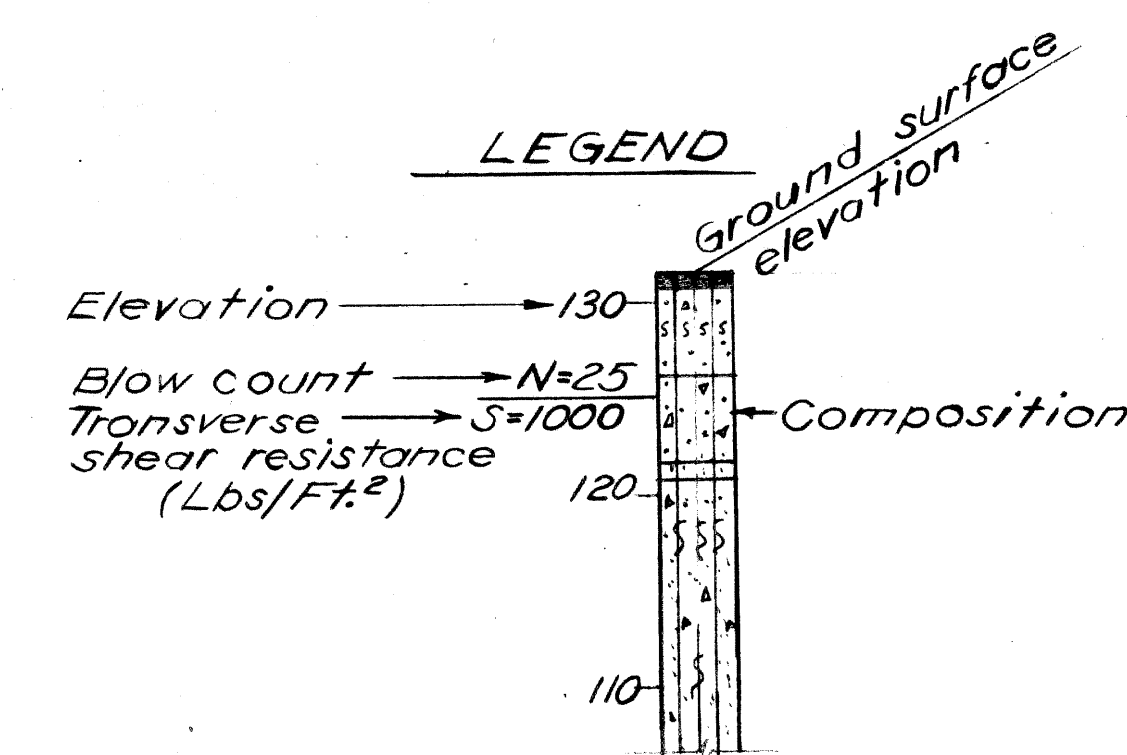 LEGEND
Ground surface
elevation
Elevation 130
Blow count N=25
Transverse S=1000
shear resistance
(Lbs/Ft.²)
Composition
120
110